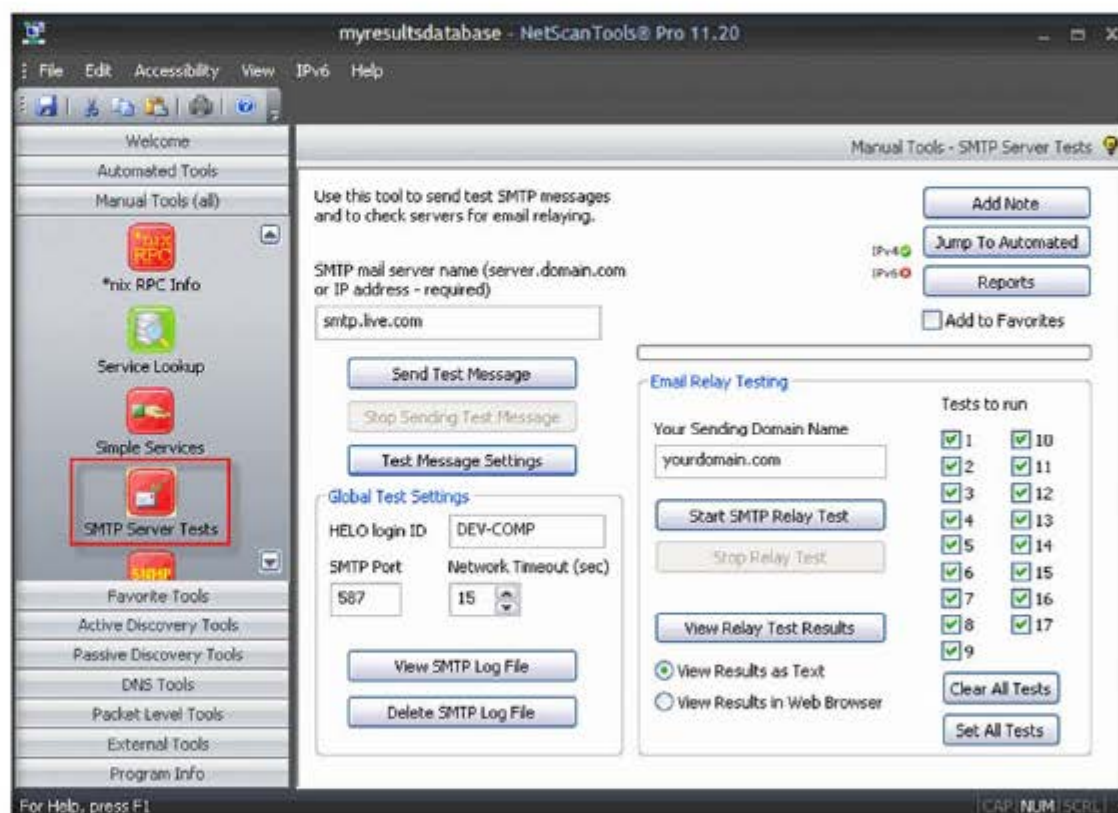 myresultsdatabase - NetScanTools® Pro 11.20
File Edit Accessibility View IPv6 Help
Welcome
Automated Tools
Manual Tools (all)
*nix RPC
*nix RPC Info
Service Lookup
Simple Services
SMTP Server Tests
SNMP
Favorite Tools
Active Discovery Tools
Passive Discovery Tools
DNS Tools
Packet Level Tools
External Tools
Program Info
Manual Tools - SMTP Server Tests
Use this tool to send test SMTP messages
and to check servers for email relaying.
SMTP mail server name (server.domain.com
or IP address - required)
smtp.live.com
Send Test Message
Stop Sending Test Message
Test Message Settings
Global Test Settings
HELO login ID DEV-COMP
SMTP Port Network Timeout (sec)
587 15
View SMTP Log File
Delete SMTP Log File
Add Note
IPv4 Jump To Automated
IPv6 Reports
Add to Favorites
Email Relay Testing
Your Sending Domain Name
yourdomain.com
Start SMTP Relay Test
Stop Relay Test
View Relay Test Results
View Results as Text
View Results in Web Browser
Tests to run
1 10
2 11
3 12
4 13
5 14
6 15
7 16
8 17
9
Clear All Tests
Set All Tests
For Help, press F1
CAP NUM SCRL